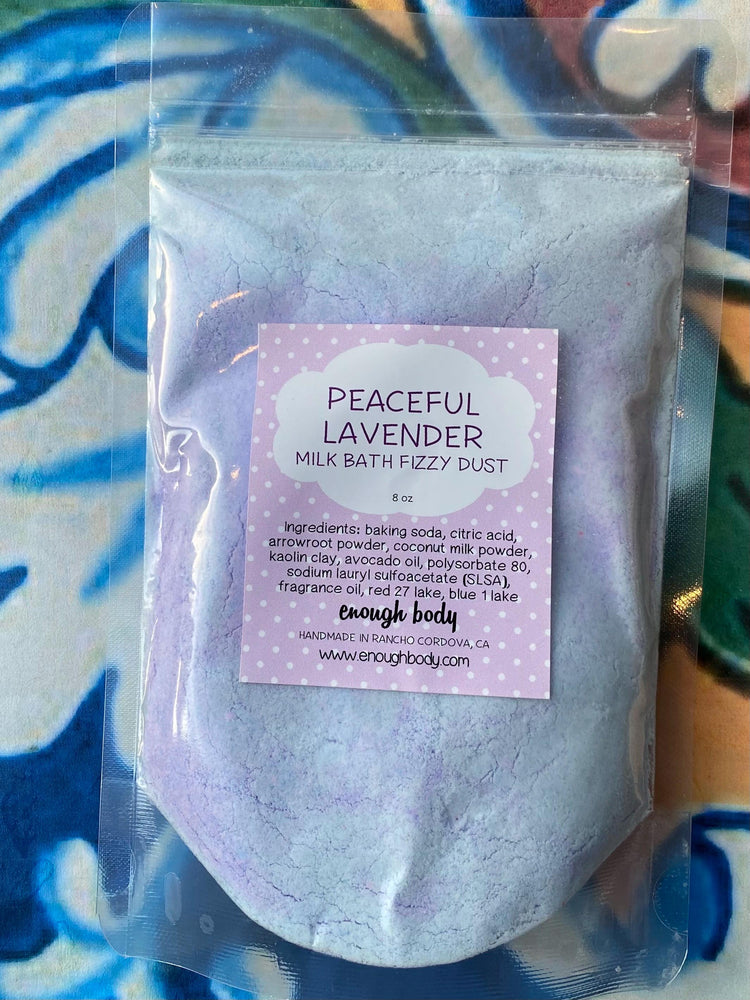 PEACEFUL
LAVENDER
MILK BATH FIZZY DUST
8 oz
Ingredients: baking soda, citric acid,
arrowroot powder, coconut milk powder,
kaolin clay, avocado oil, polysorbate 80,
sodium lauryl sulfoacetate (SLSA),
fragrance oil, red 27 lake, blue 1 lake
enough body
HANDMADE IN RANCHO CORDOVA, CA
www.enoughbody.com